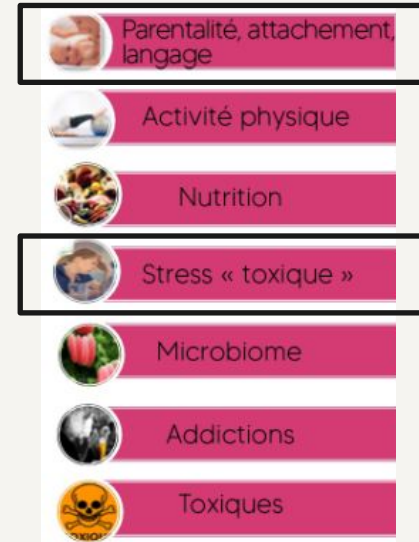 Parentalité, attachement,
langage
Activité physique
Nutrition
Stress « toxique »
Microbiome
Addictions
Toxiques